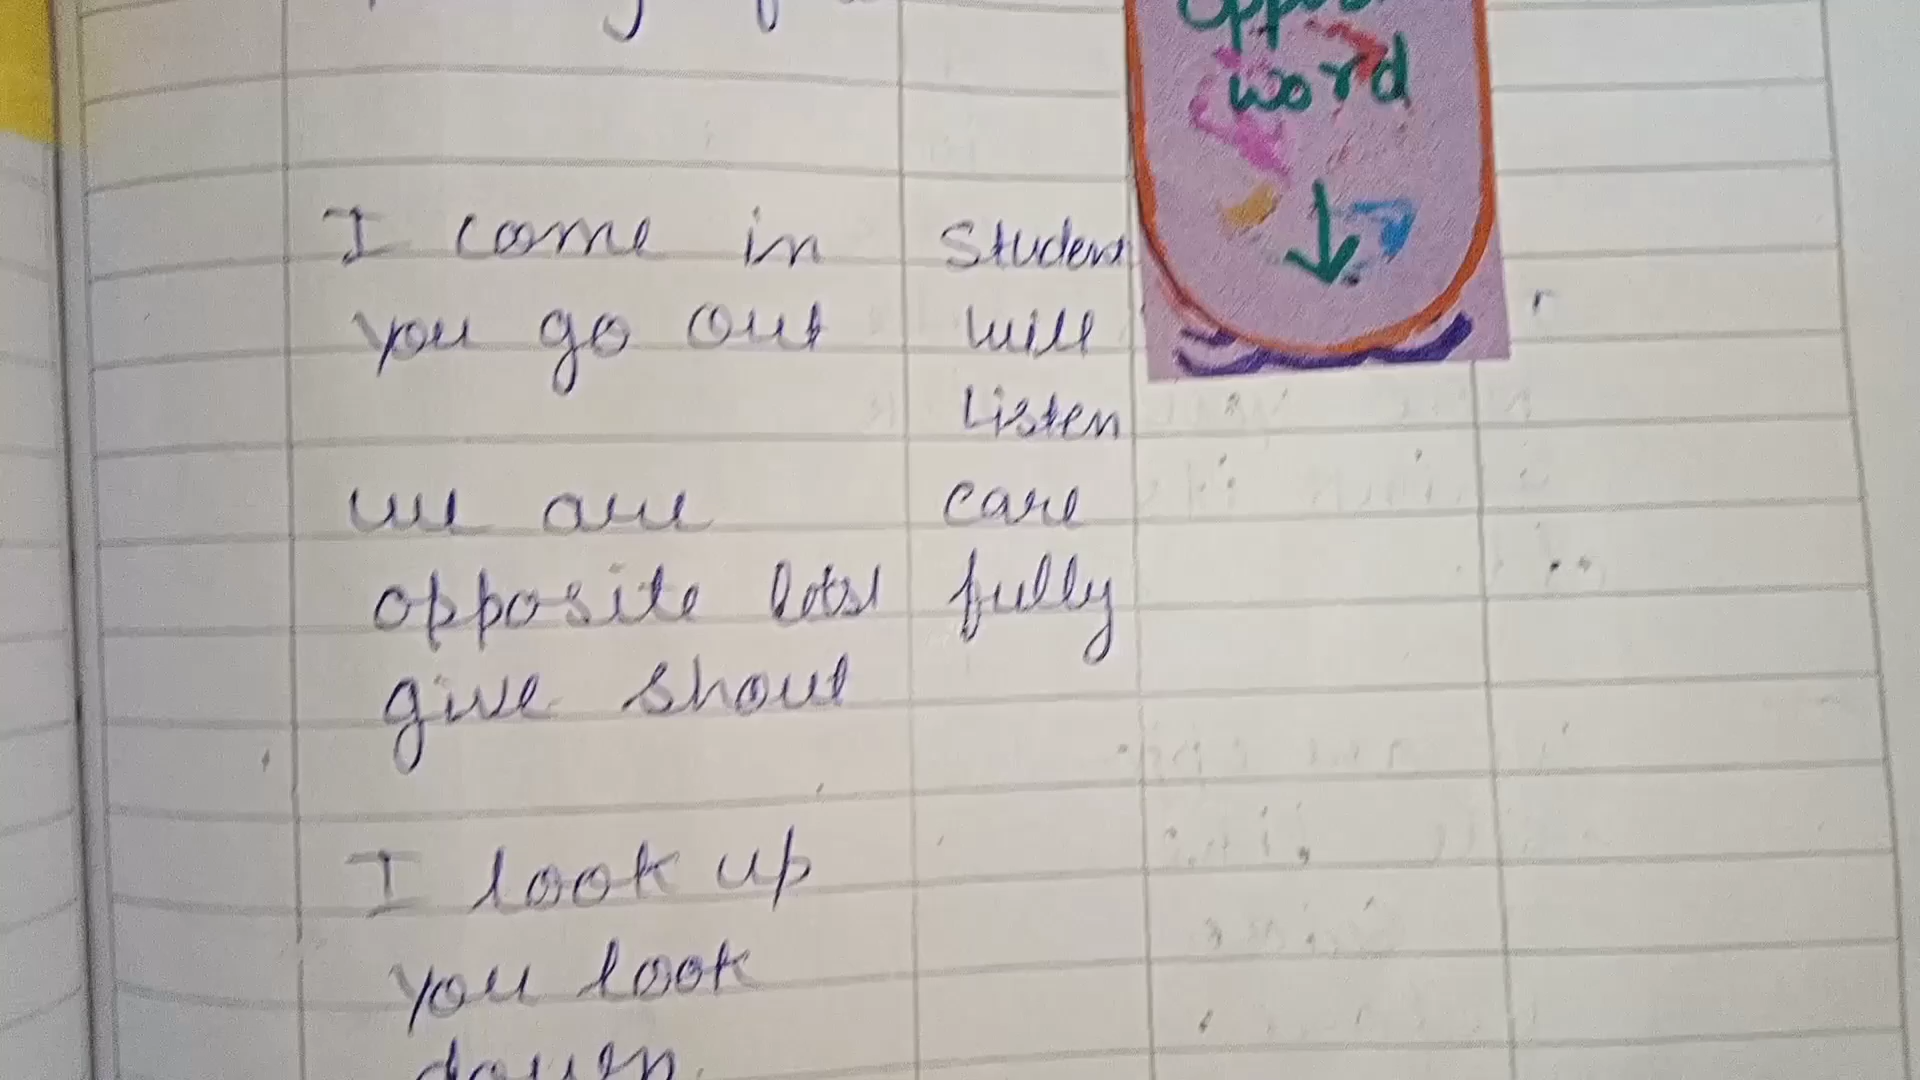 word
I come in
you go out
we are
opposite lets
give shout
I look up
you look
down.
Student
will
Listen
care
fully